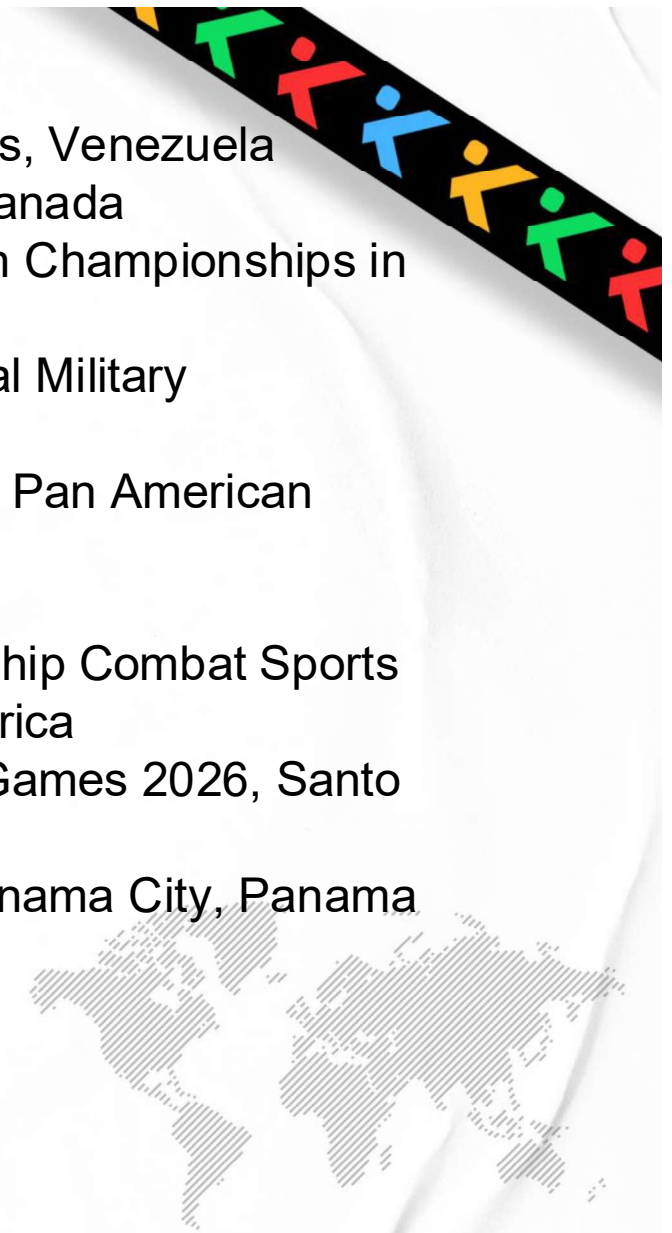 s, Venezuela
anada
n Championships in
al Military
Pan American
hip Combat Sports
rica
Games 2026, Santo
nama City, Panama